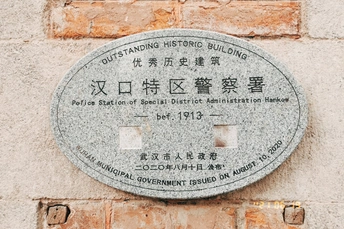 OUTSTANDING HISTORIC BUILDING
优秀历史建筑
汉口特区警察署
Police Station of Special District Administration Hankow
bef. 1913
武汉市人民政府
二〇二〇年八月十日 公布
WUHAN MUNICIPAL GOVERNMENT ISSUED ON AUGUST 10, 2020